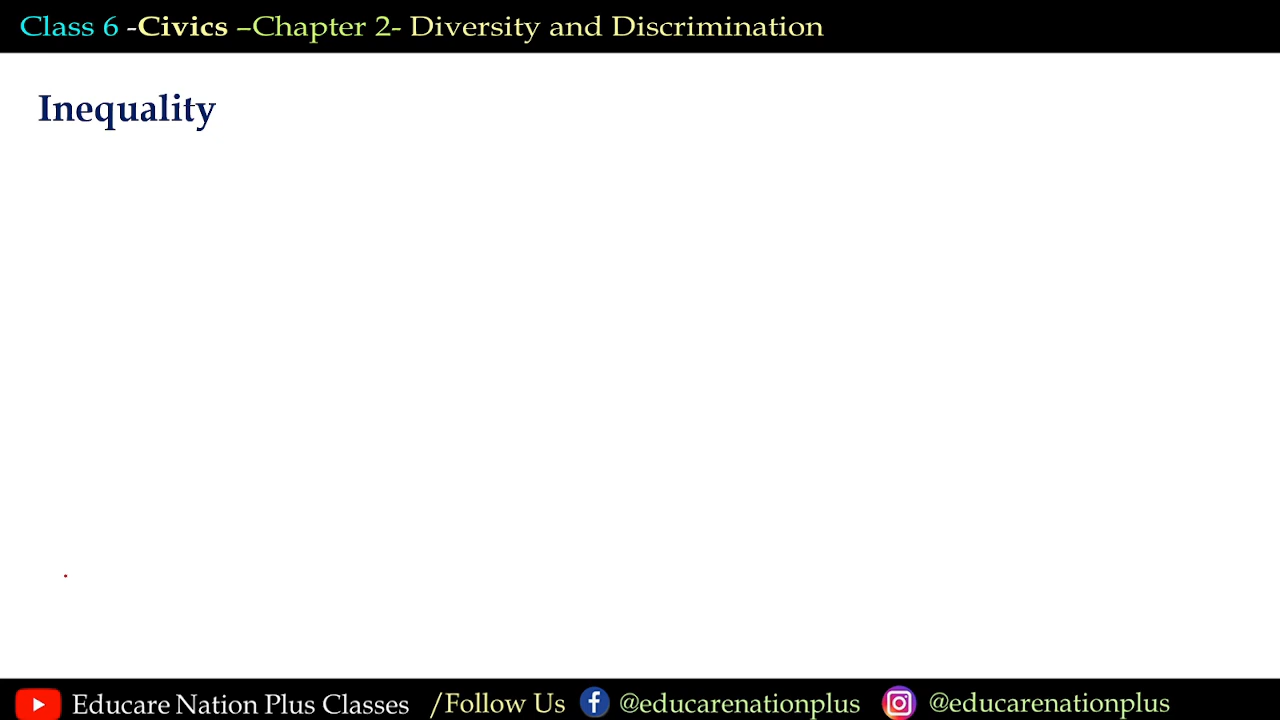 Class 6 -Civics –Chapter 2- Diversity and Discrimination
Inequality
Educare Nation Plus Classes /Follow Us @educarenationplus @educarenationplus